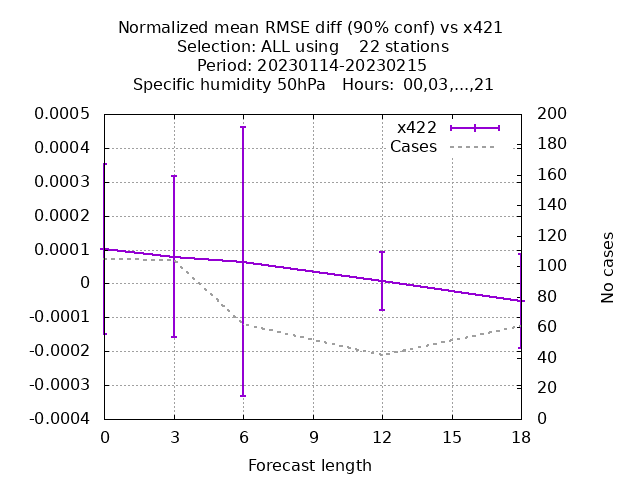 Normalized mean RMSE diff (90% conf) vs x421
Selection: ALL using    22 stations
Period: 20230114-20230215
Specific humidity 50hPa   Hours:  00,03,...,21
x422
Cases
0.0005
0.0004
0.0003
0.0002
0.0001
0
-0.0001
-0.0002
-0.0003
-0.0004
200
180
160
140
120
100
80
60
40
20
0
No cases
0 3 6 9 12 15 18
Forecast length